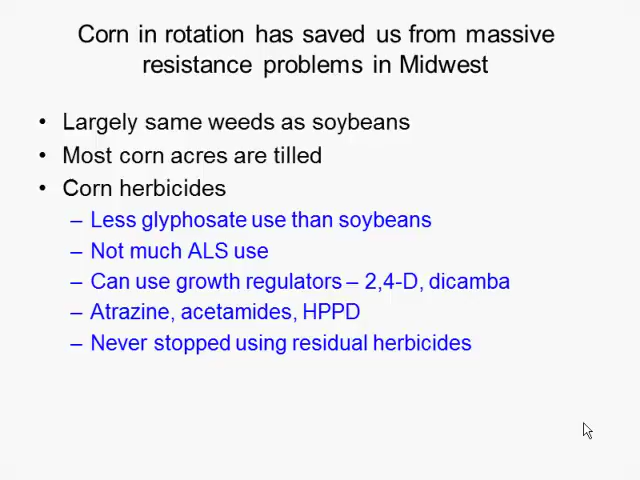 Corn in rotation has saved us from massive
resistance problems in Midwest
• Largely same weeds as soybeans
• Most corn acres are tilled
• Corn herbicides
– Less glyphosate use than soybeans
– Not much ALS use
– Can use growth regulators – 2,4-D, dicamba
– Atrazine, acetamides, HPPD
– Never stopped using residual herbicides